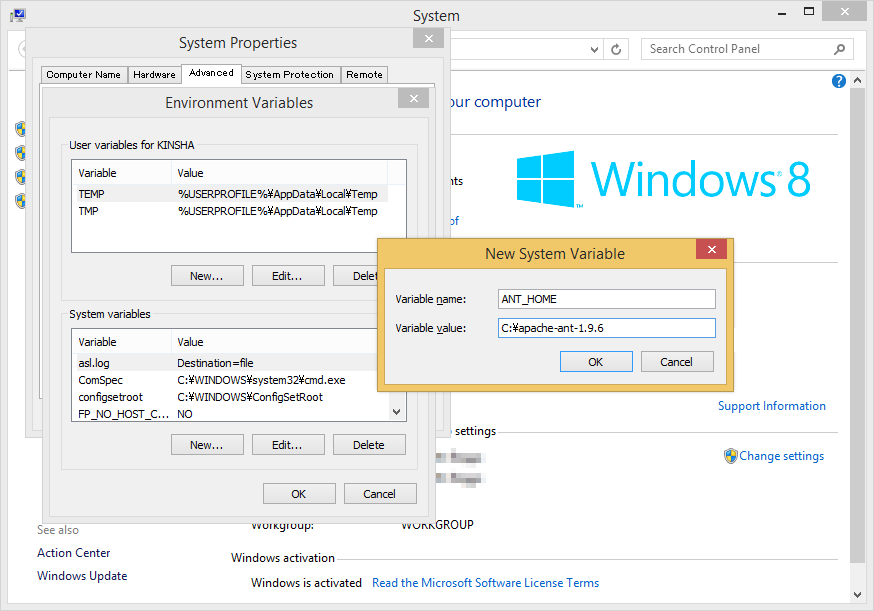 System
System Properties
Search Control Panel
Computer Name
Hardware
Advanced
System Protection
Remote
Environment Variables
our computer
User variables for KINSHA
Variable Value
TEMP %USERPROFILE%¥AppData¥Local¥Temp
TMP %USERPROFILE%¥AppData¥Local¥Temp
New...
Edit...
Delet
nts
of
Windows 8
New System Variable
Variable name: ANT_HOME
Variable value: C:¥apache-ant-1.9.6
OK
Cancel
System variables
Variable Value
asl.log Destination=file
ComSpec C:¥WINDOWS¥system32¥cmd.exe
configsetroot C:¥WINDOWS¥ConfigSetRoot
FP_NO_HOST_C... NO
New...
Edit...
Delete
OK
Cancel
Support Information
settings
Change settings
Workgroup: WORKGROUP
See also
Action Center
Windows Update
Windows activation
Windows is activated Read the Microsoft Software License Terms